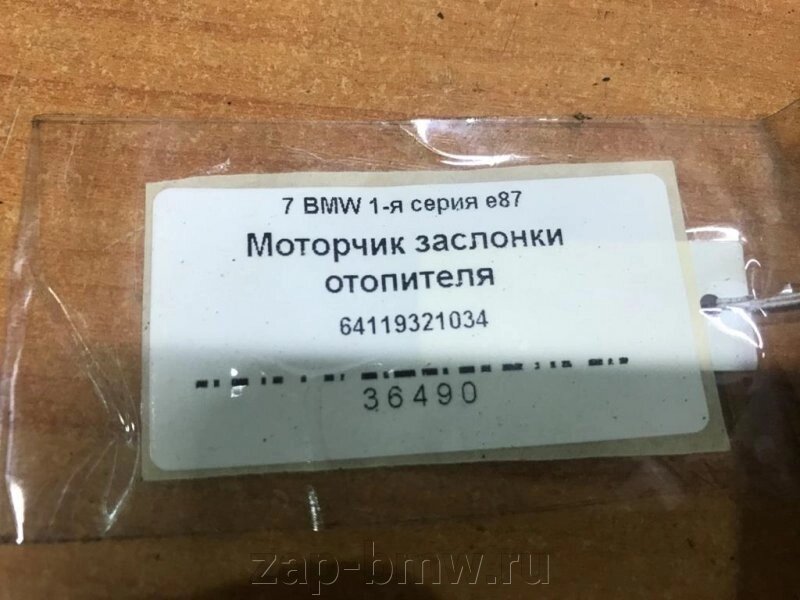 7 BMW 1-я серия e87
Моторчик заслонки
отопителя
64119321034
36490
zap-bmw.ru